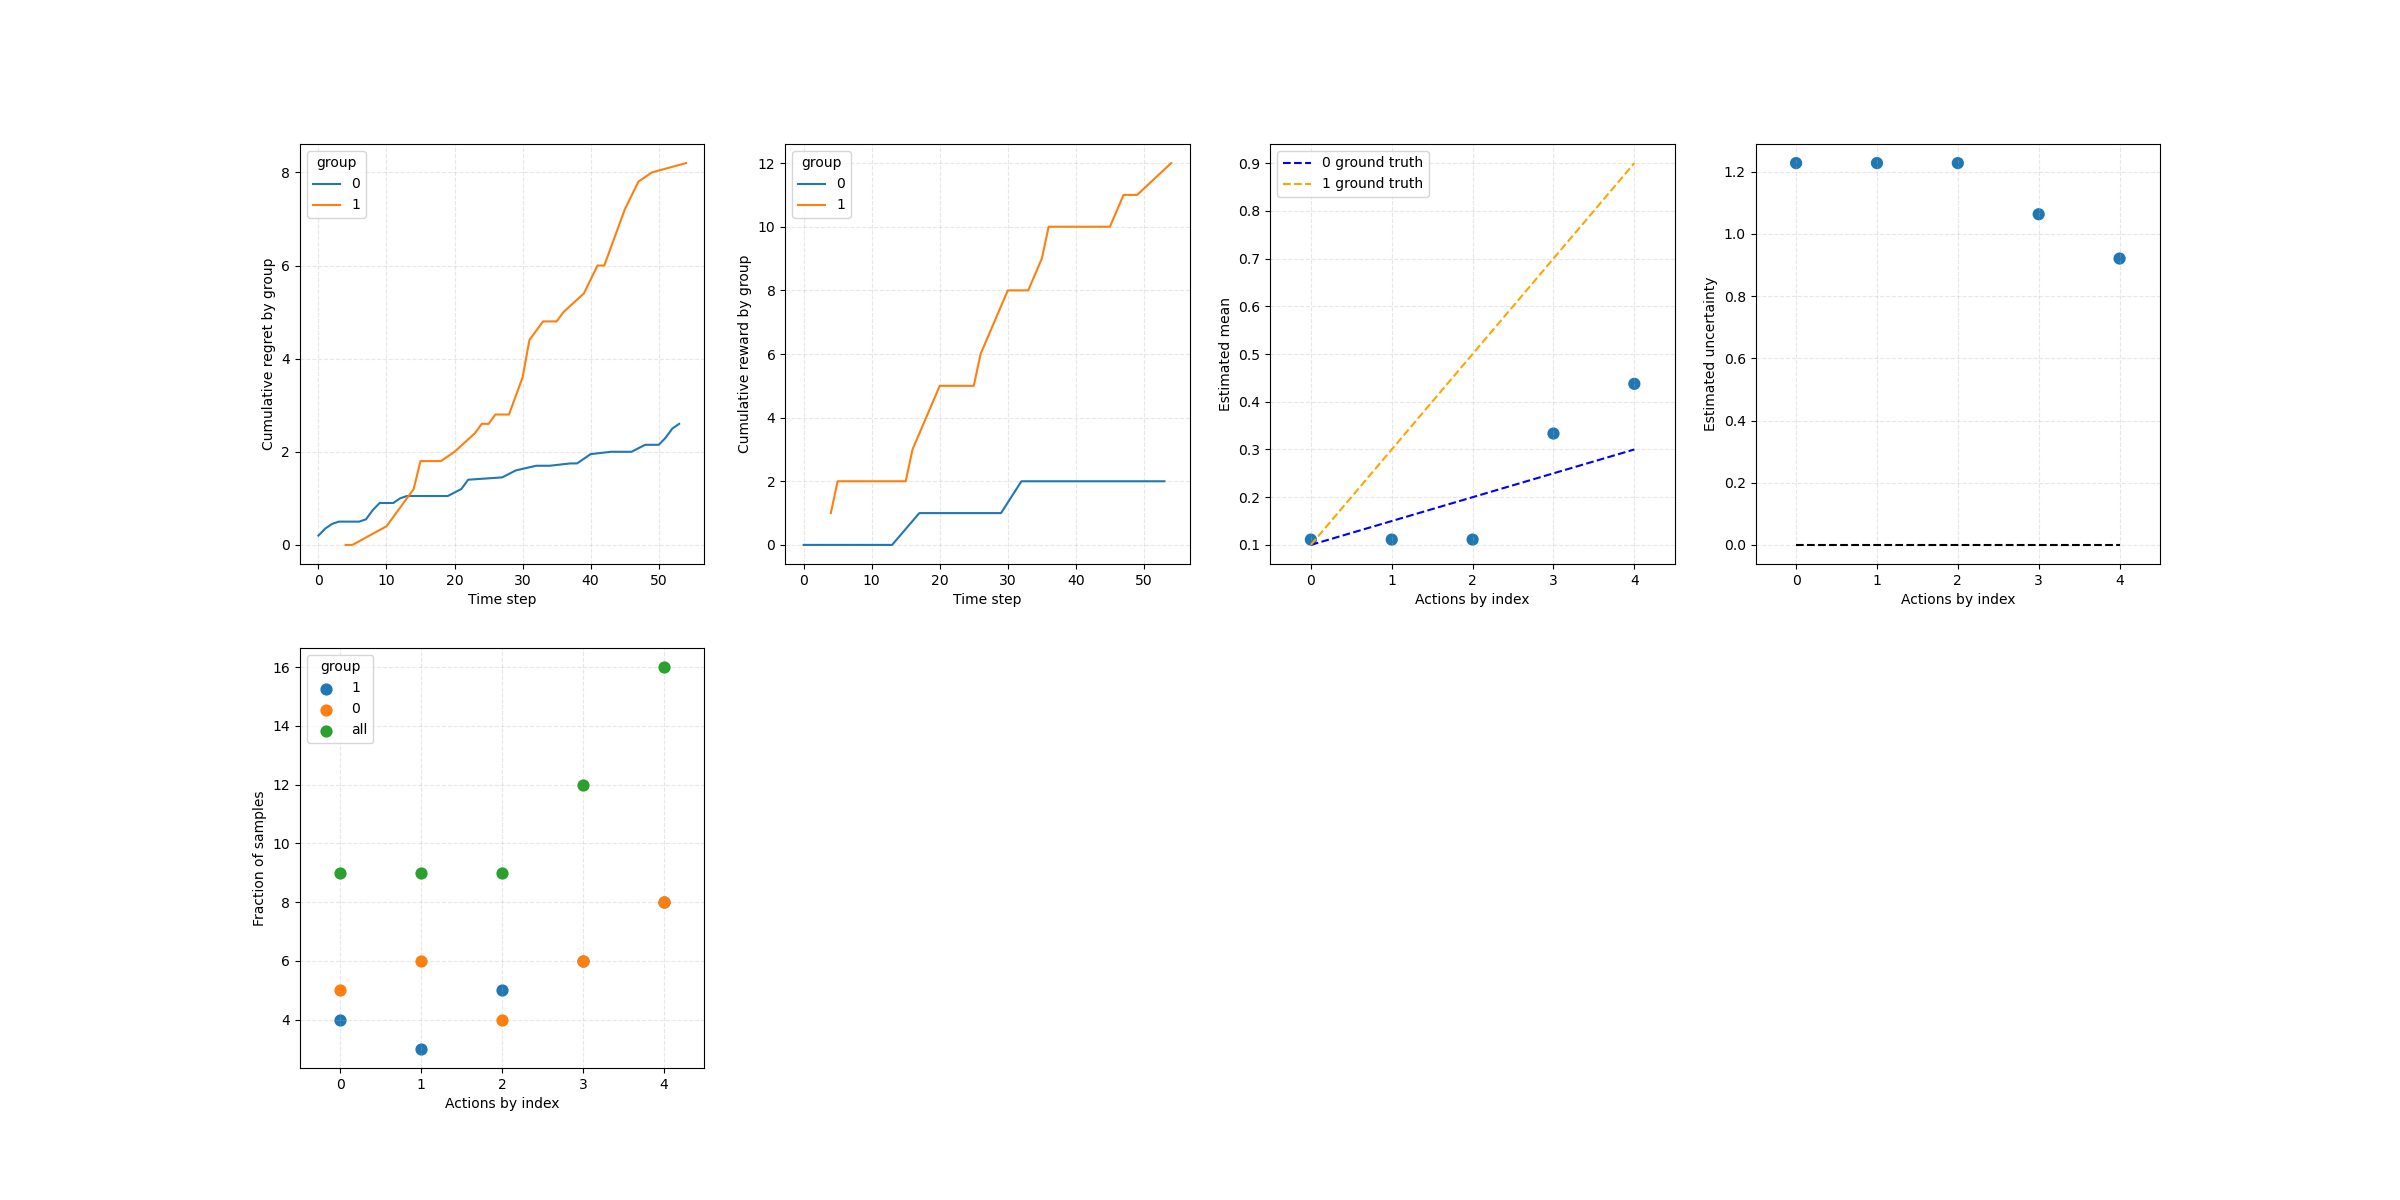 group
0
1
8
6
4
2
0
Cumulative regret by group
0 10 20 30 40 50
Time step
group
0
1
12
10
8
6
4
2
0
Cumulative reward by group
0 10 20 30 40 50
Time step
0 ground truth
1 ground truth
0.9
0.8
0.7
0.6
0.5
0.4
0.3
0.2
0.1
Estimated mean
0 1 2 3 4
Actions by index
1.2
1.0
0.8
0.6
0.4
0.2
0.0
Estimated uncertainty
0 1 2 3 4
Actions by index
group
1
0
all
16
14
12
10
8
6
4
Fraction of samples
0 1 2 3 4
Actions by index